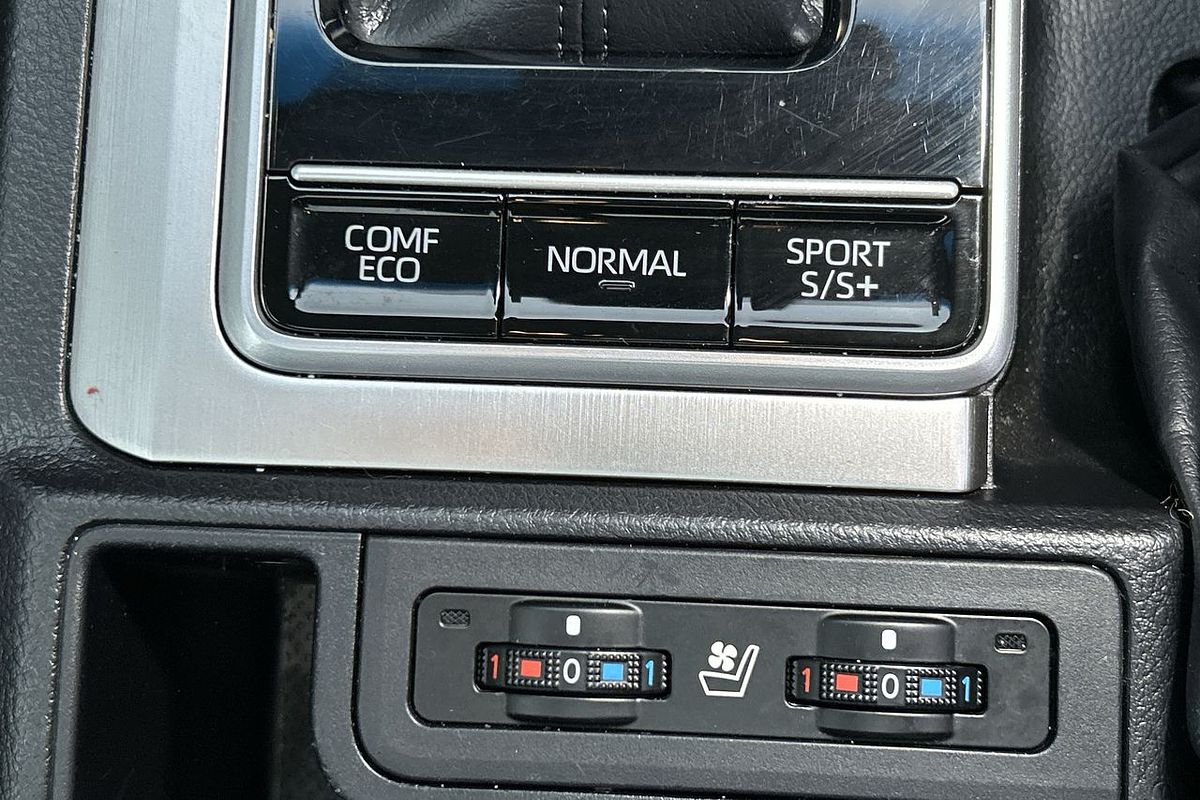 COMF
ECO
NORMAL
SPORT
S/S+
1 0 1
1 0 1